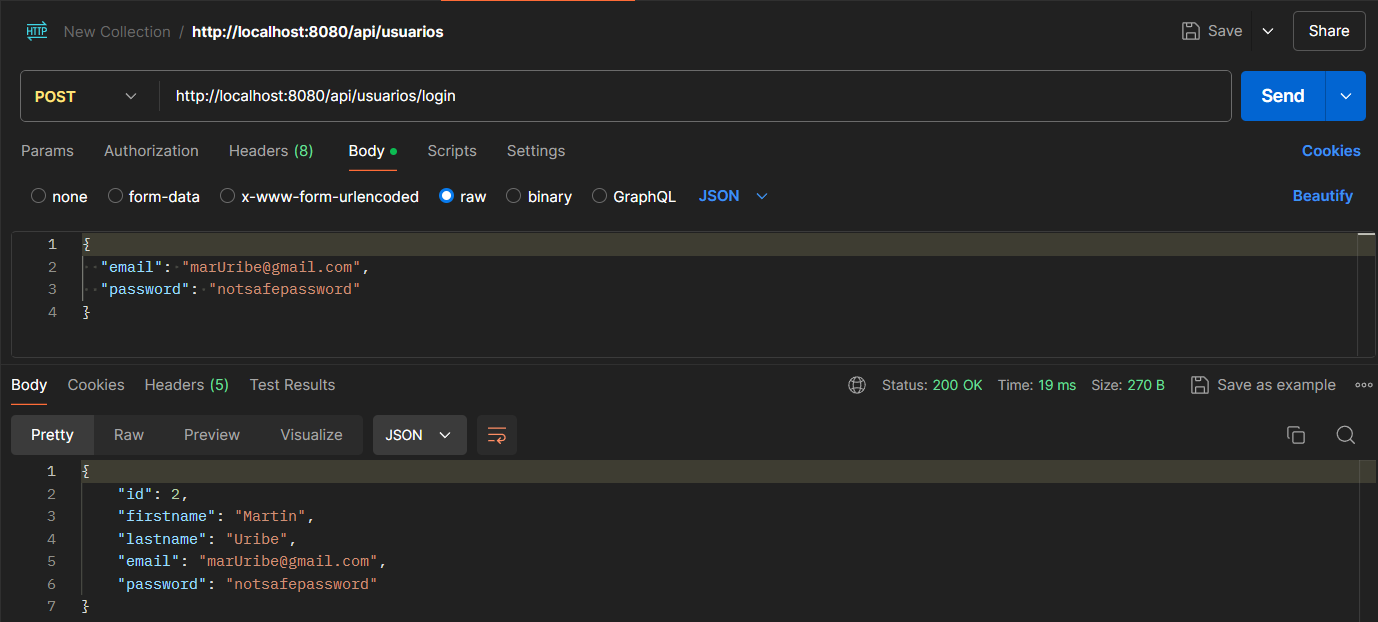 HTTP New Collection / http://localhost:8080/api/usuarios Save Share
POST http://localhost:8080/api/usuarios/login Send
Params Authorization Headers (8) Body Scripts Settings Cookies
none form-data x-www-form-urlencoded raw binary GraphQL JSON Beautify
1 {
2 "email": "marUribe@gmail.com",
3 "password": "notsafepassword"
4 }
Body Cookies Headers (5) Test Results Status: 200 OK Time: 19 ms Size: 270 B Save as example
Pretty Raw Preview Visualize JSON
1 {
2 "id": 2,
3 "firstname": "Martin",
4 "lastname": "Uribe",
5 "email": "marUribe@gmail.com",
6 "password": "notsafepassword"
7 }